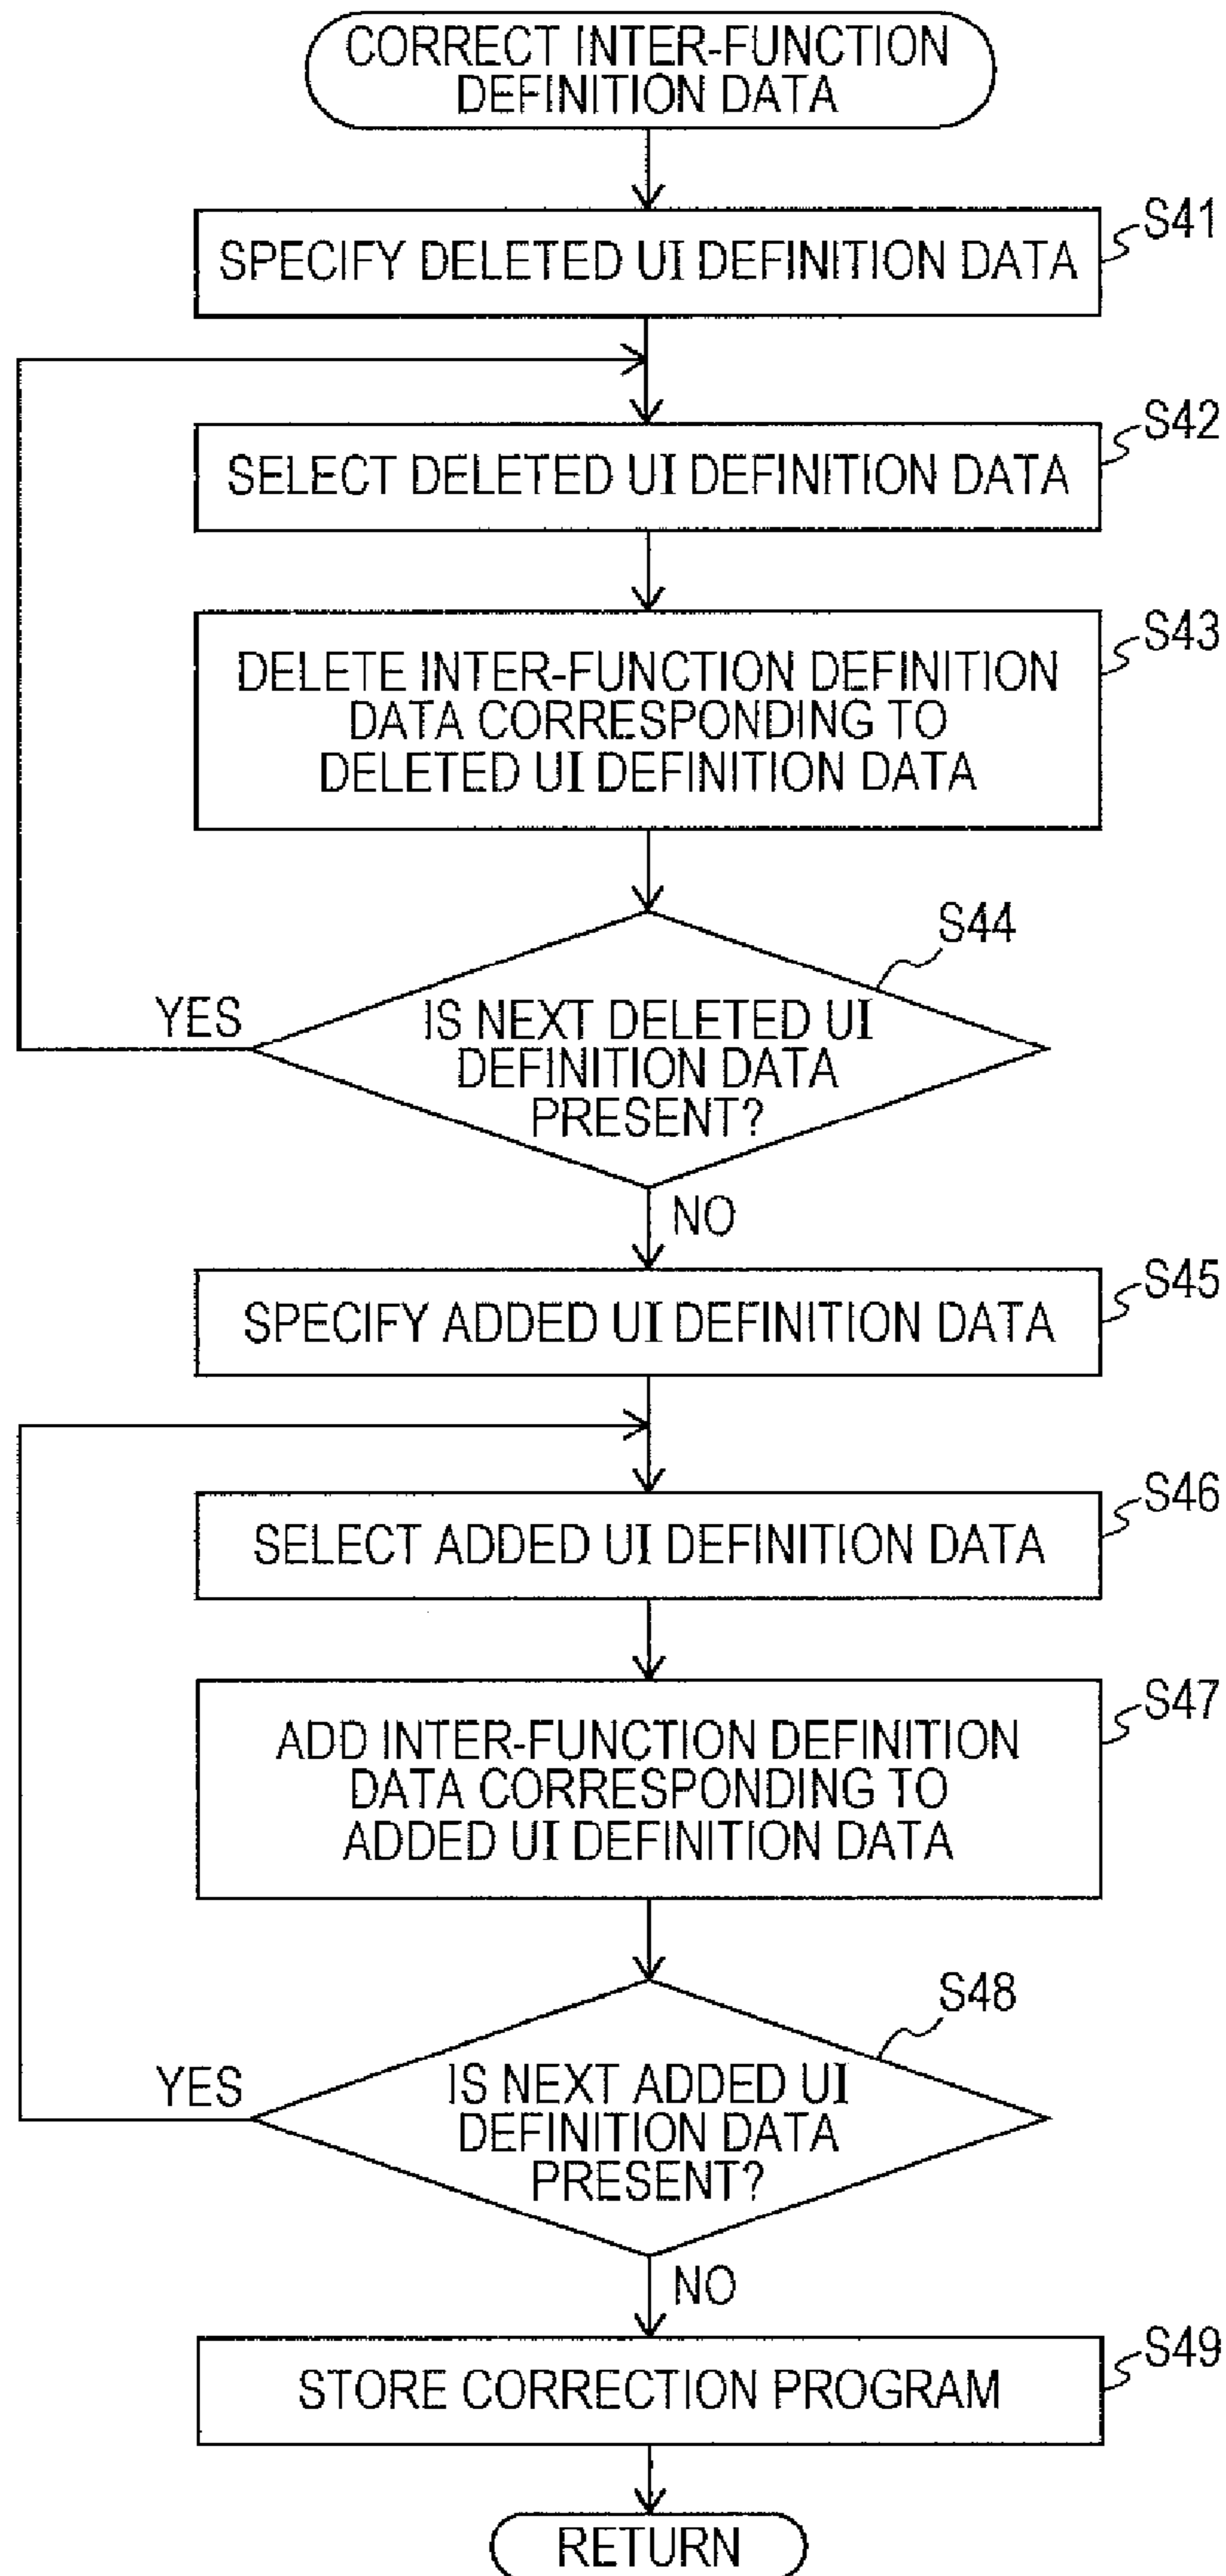 CORRECT INTER-FUNCTION
DEFINITION DATA
S41
SPECIFY DELETED UI DEFINITION DATA
S42
SELECT DELETED UI DEFINITION DATA
S43
DELETE INTER-FUNCTION DEFINITION
DATA CORRESPONDING TO
DELETED UI DEFINITION DATA
S44
YES
IS NEXT DELETED UI
DEFINITION DATA
PRESENT?
NO
S45
SPECIFY ADDED UI DEFINITION DATA
S46
SELECT ADDED UI DEFINITION DATA
S47
ADD INTER-FUNCTION DEFINITION
DATA CORRESPONDING TO
ADDED UI DEFINITION DATA
S48
YES
IS NEXT ADDED UI
DEFINITION DATA
PRESENT?
NO
S49
STORE CORRECTION PROGRAM
RETURN